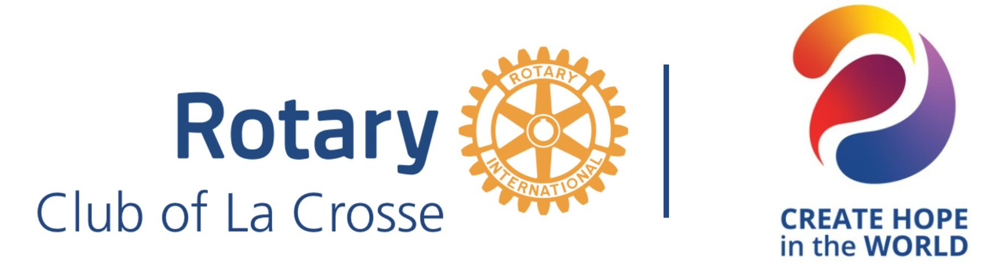 Rotary
Club of La Crosse
ROTARY
INTERNATIONAL
CREATE HOPE
in the WORLD